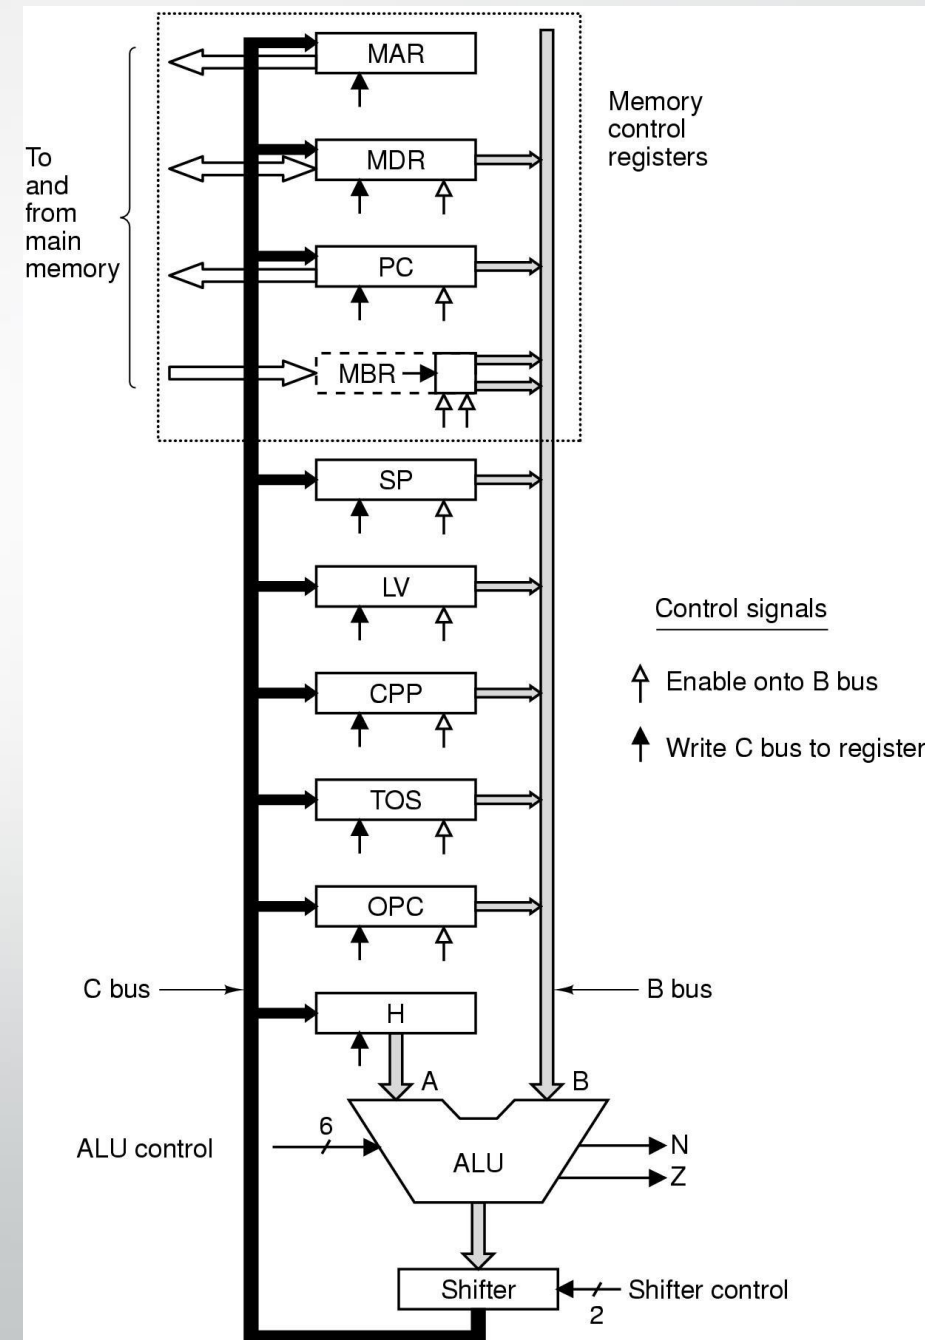 MAR
Memory
control
registers
To
and
from
main
memory
MDR
PC
MBR
SP
LV
Control signals
Enable onto B bus
CPP
Write C bus to register
TOS
OPC
C bus
B bus
H
A
B
6
ALU control
ALU
N
Z
Shifter
Shifter control
2